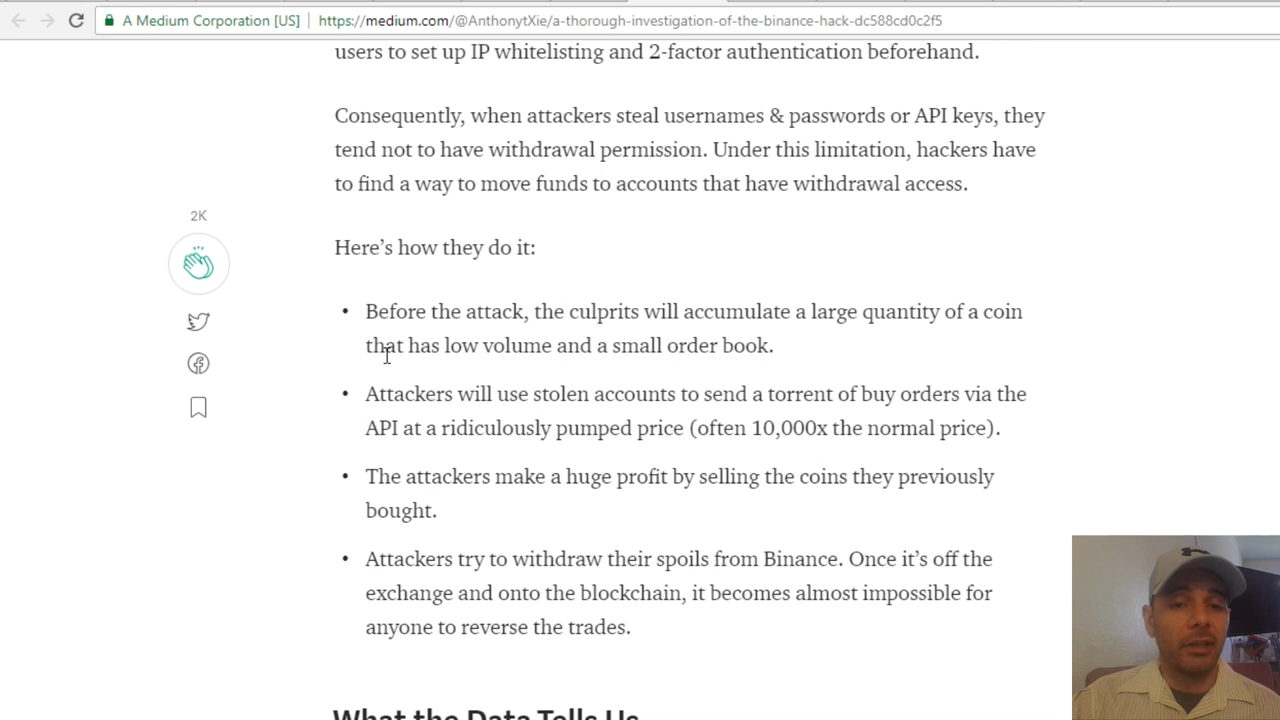 A Medium Corporation [US] | https://medium.com/@AnthonytXie/a-thorough-investigation-of-the-binance-hack-dc588cd0c2f5
users to set up IP whitelisting and 2-factor authentication beforehand.
Consequently, when attackers steal usernames & passwords or API keys, they
tend not to have withdrawal permission. Under this limitation, hackers have
to find a way to move funds to accounts that have withdrawal access.
2K
Here’s how they do it:
• Before the attack, the culprits will accumulate a large quantity of a coin
that has low volume and a small order book.
• Attackers will use stolen accounts to send a torrent of buy orders via the
API at a ridiculously pumped price (often 10,000x the normal price).
• The attackers make a huge profit by selling the coins they previously
bought.
• Attackers try to withdraw their spoils from Binance. Once it’s off the
exchange and onto the blockchain, it becomes almost impossible for
anyone to reverse the trades.
What the Data Tells Us